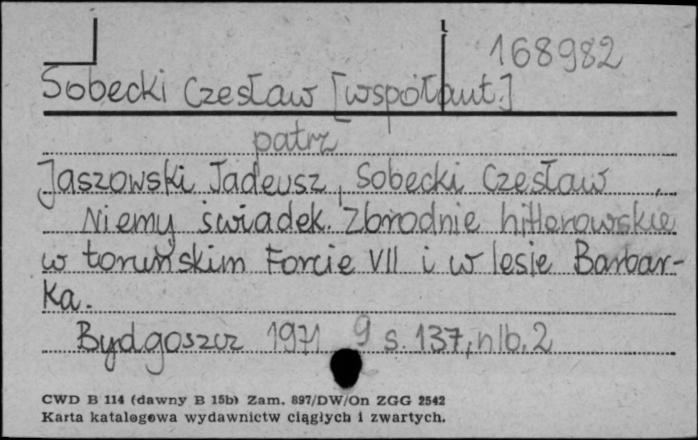 168982
Sobecki Czesław [współaut.]
patrz
Jaszowski Tadeusz, Sobecki Czesław
Niemy świadek. Zbrodnie hitlerowskie
w toruńskim Forcie VII i w lesie Barbar-
ka.
Bydgoszcz 1971 9 s. 137, nlb. 2
CWD B 114 (dawny B 15b) Zam. 897/DW/On ZGG 2542
Karta katalogowa wydawnictw ciągłych i zwartych.